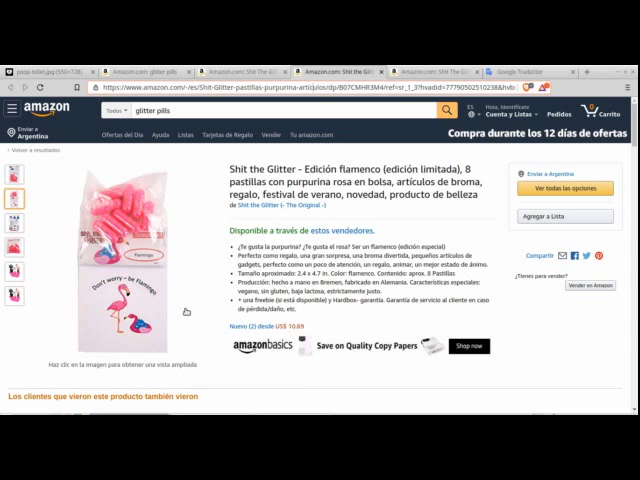 poop-toilet.jpg (550×728)
Amazon.com: glitter pills
Amazon.com: Shit The Glit
Amazon.com: Shit the Glit
Amazon.com: Shit The Glit
Google Traductor
https://www.amazon.com/-/es/Shit-Glitter-pastillas-purpurina-articulos/dp/B07CMHR3M4/ref=sr_1_3?hvadid=77790502510238&hvb
amazon
Todos
glitter pills
ES
Hola, Identifícate
Cuenta y Listas
Pedidos
0
Carrito
Enviar a
Argentina
Ofertas del Día
Ayuda
Listas
Tarjetas de Regalo
Vender
Tu amazon.com
Compra durante los 12 días de ofertas
‹ Volver a resultados
Shit the Glitter - Edición flamenco (edición limitada), 8
pastillas con purpurina rosa en bolsa, artículos de broma,
regalo, festival de verano, novedad, producto de belleza
de Shit the Glitter (- The Original -)
Disponible a través de estos vendedores.
• ¿Te gusta la purpurina? ¿Te gusta el rosa? Ser un flamenco (edición especial)
• Perfecto como regalo, una gran sorpresa, una broma divertida, pequeños artículos de
gadgets, perfecto como un poco de atención, un regalo, animar, un mejor estado de ánimo.
• Tamaño aproximado: 2.4 x 4.7 in. Color: flamenco. Contenido: aprox. 8 Pastillas
• Producción: hecho a mano en Bremen, fabricado en Alemania. Características especiales:
vegano, sin gluten, baja lactosa, estrictamente justo.
• + una freebie (si está disponible) y Hardbox- garantía. Garantía de servicio al cliente en caso
de pérdida/daño, etc.
Nuevo (2) desde US$ 10.69
amazonbasics
Save on Quality Copy Papers
Shop now
Flamingo
Don't worry – be Flamingo
Haz clic en la imagen para obtener una vista ampliada
Enviar a Argentina
Ver todas las opciones
Agregar a Lista
Compartir
¿Tienes para vender?
Vender en Amazon
Los clientes que vieron este producto también vieron